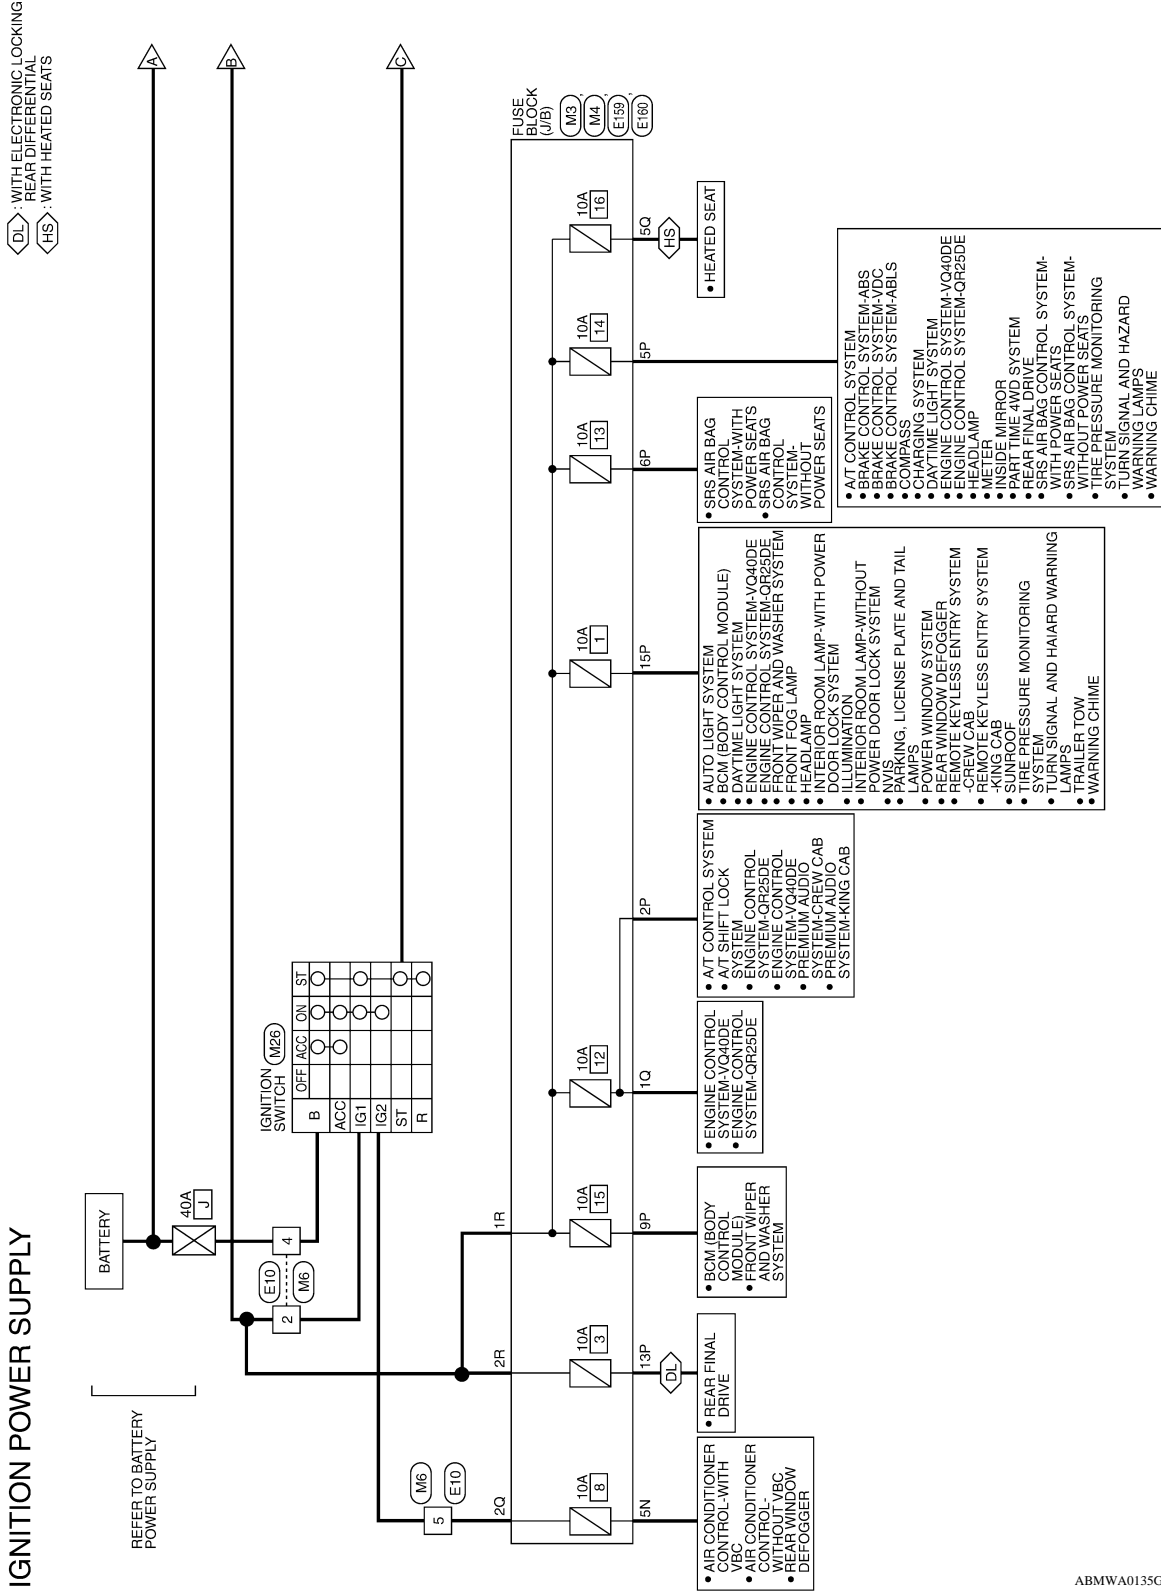 IGNITION POWER SUPPLY
DL : WITH ELECTRONIC LOCKING
REAR DIFFERENTIAL
HS : WITH HEATED SEATS
REFER TO BATTERY
POWER SUPPLY
BATTERY
A
B
C
40A
J
4
E10
M6
2
IGNITION
SWITCH
M26
OFF ACC ON ST
B
ACC
IG1
IG2
ST
R
M6
E10
5
FUSE
BLOCK
(J/B)
M3 ,
M4 ,
E159 ,
E160
2Q
2R
1R
10A
8
10A
3
10A
15
10A
12
10A
1
10A
13
10A
14
10A
16
5N
13P
9P
1Q
2P
15P
6P
5P
5Q
DL
HS
• AIR CONDITIONER
CONTROL-WITH
VBC
• AIR CONDITIONER
CONTROL-
WITHOUT VBC
• REAR WINDOW
DEFOGGER
• REAR FINAL
DRIVE
• BCM (BODY
CONTROL
MODULE)
• FRONT WIPER
AND WASHER
SYSTEM
• ENGINE CONTROL
SYSTEM-VQ40DE
• ENGINE CONTROL
SYSTEM-QR25DE
• A/T CONTROL SYSTEM
• A/T SHIFT LOCK
SYSTEM
• ENGINE CONTROL
SYSTEM-QR25DE
• ENGINE CONTROL
SYSTEM-VQ40DE
• PREMIUM AUDIO
SYSTEM-CREW CAB
• PREMIUM AUDIO
SYSTEM-KING CAB
• AUTO LIGHT SYSTEM
• BCM (BODY CONTROL MODULE)
• DAYTIME LIGHT SYSTEM
• ENGINE CONTROL SYSTEM-VQ40DE
• ENGINE CONTROL SYSTEM-QR25DE
• FRONT WIPER AND WASHER SYSTEM
• FRONT FOG LAMP
• HEADLAMP
• INTERIOR ROOM LAMP-WITH POWER
DOOR LOCK SYSTEM
• ILLUMINATION
• INTERIOR ROOM LAMP-WITHOUT
POWER DOOR LOCK SYSTEM
• NVIS
• PARKING, LICENSE PLATE AND TAIL
LAMPS
• POWER WINDOW SYSTEM
• REAR WINDOW DEFOGGER
• REMOTE KEYLESS ENTRY SYSTEM
-CREW CAB
• REMOTE KEYLESS ENTRY SYSTEM
-KING CAB
• SUNROOF
• TIRE PRESSURE MONITORING
SYSTEM
• TURN SIGNAL AND HAIARD WARNING
LAMPS
• TRAILER TOW
• WARNING CHIME
• SRS AIR BAG
CONTROL
SYSTEM-WITH
POWER SEATS
• SRS AIR BAG
CONTROL
SYSTEM-
WITHOUT
POWER SEATS
• A/T CONTROL SYSTEM
• BRAKE CONTROL SYSTEM-ABS
• BRAKE CONTROL SYSTEM-VDC
• BRAKE CONTROL SYSTEM-ABLS
• COMPASS
• CHARGING SYSTEM
• DAYTIME LIGHT SYSTEM
• ENGINE CONTROL SYSTEM-VQ40DE
• ENGINE CONTROL SYSTEM-QR25DE
• HEADLAMP
• METER
• INSIDE MIRROR
• PART TIME 4WD SYSTEM
• REAR FINAL DRIVE
• SRS AIR BAG CONTROL SYSTEM-
WITH POWER SEATS
• SRS AIR BAG CONTROL SYSTEM-
WITHOUT POWER SEATS
• TIRE PRESSURE MONITORING
SYSTEM
• TURN SIGNAL AND HAZARD
WARNING LAMPS
• WARNING CHIME
• HEATED SEAT
ABMWA0135G